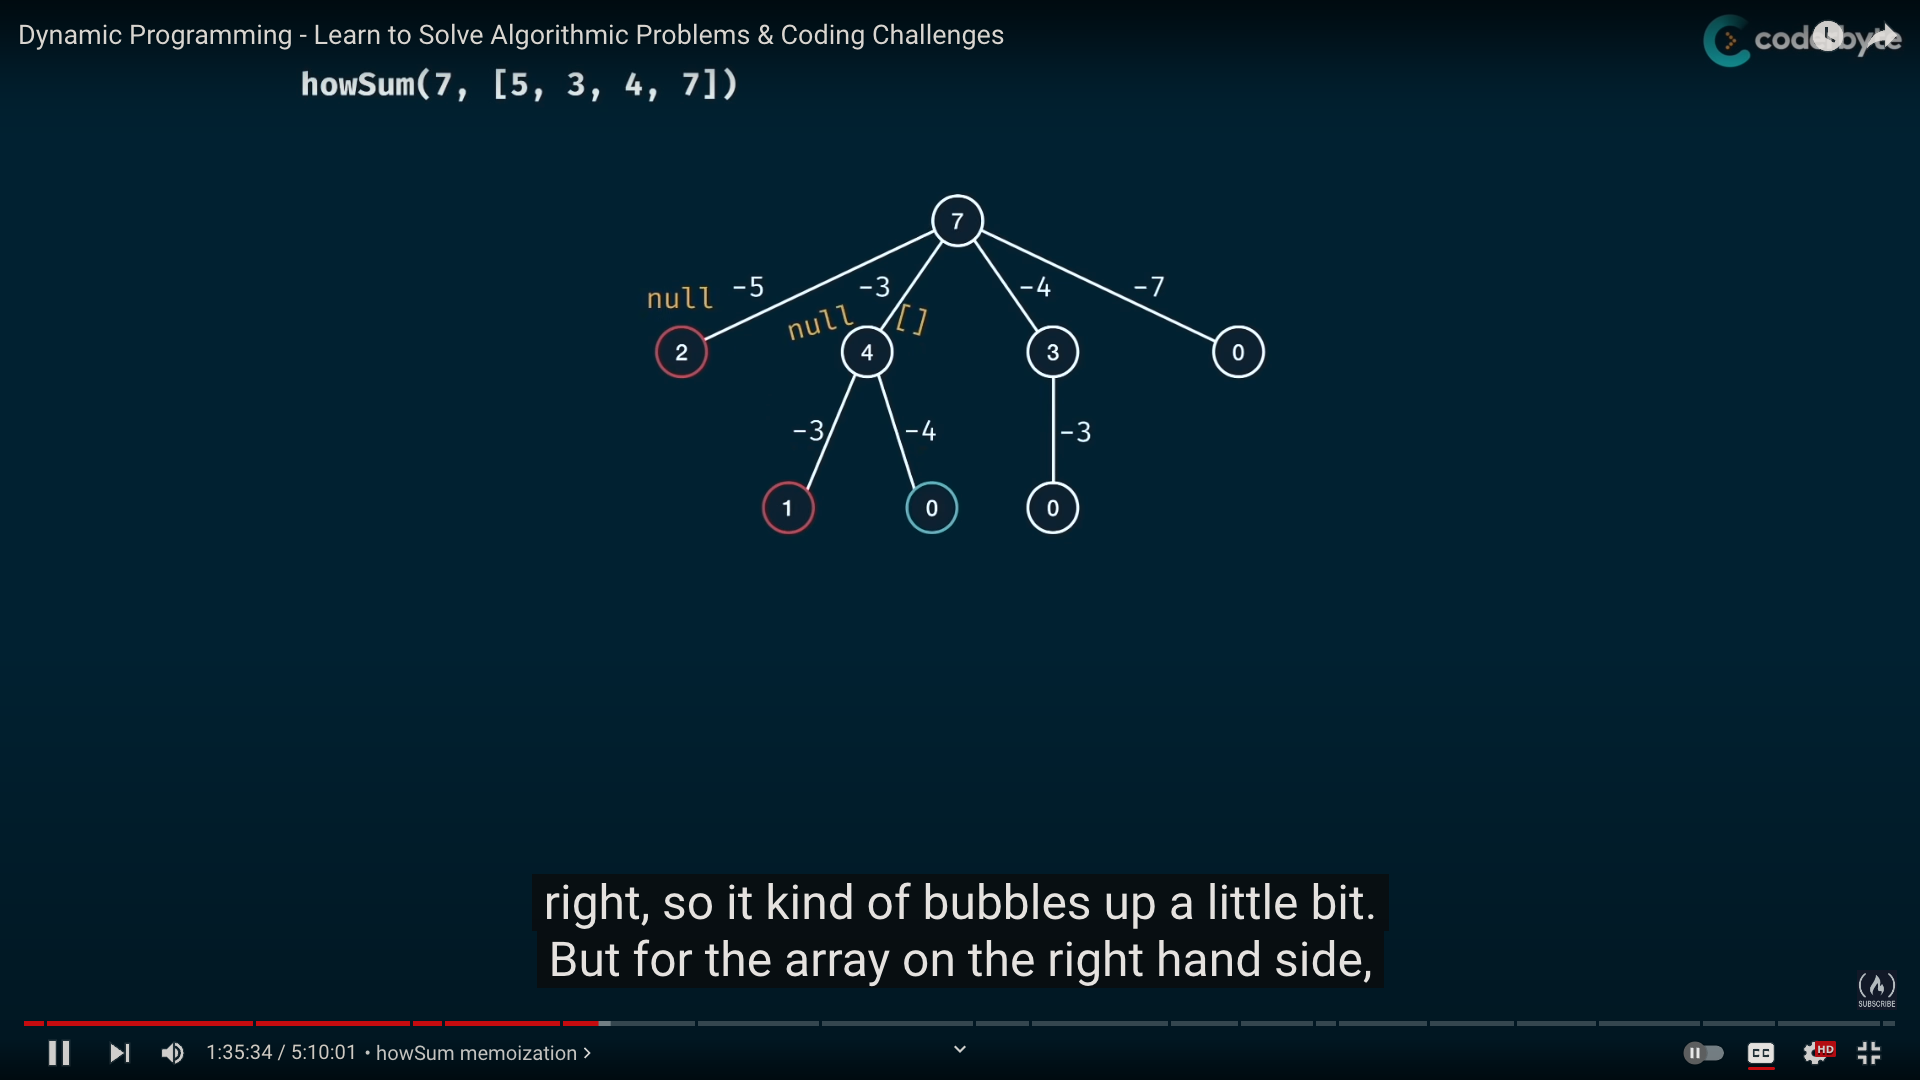 Dynamic Programming - Learn to Solve Algorithmic Problems & Coding Challenges
coderbyte
howSum(7, [5, 3, 4, 7])
7
-5
-3
-4
-7
null
null
[]
2
4
3
0
-3
-4
-3
1
0
0
right, so it kind of bubbles up a little bit.
But for the array on the right hand side,
SUBSCRIBE
1:35:34 / 5:10:01 • howSum memoization >
CC
HD